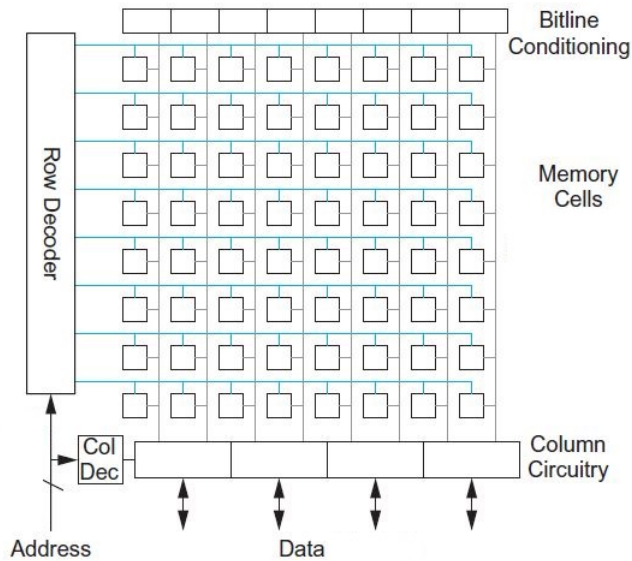 Bitline
Conditioning
Row Decoder
Memory
Cells
Col
Dec
Column
Circuitry
Address
Data